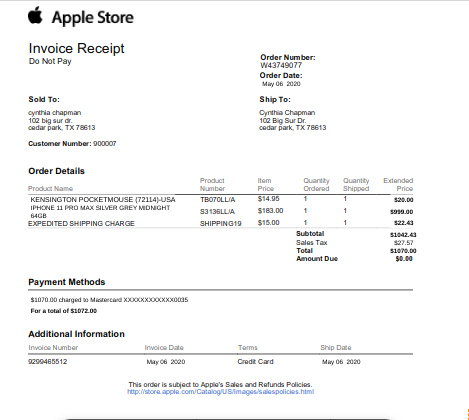 Apple Store
Invoice Receipt
Do Not Pay
Order Number:
W43749077
Order Date:
May 06 2020
Sold To:
cynthia chapman
102 big sur dr.
cedar park, TX 78613
Customer Number: 900007
Ship To:
Cynthia Chapman
102 Big Sur Dr.
cedar park, TX 78613
Order Details
Product Name Product Number Item Price Quantity Ordered Quantity Shipped Extended Price
KENSINGTON POCKETMOUSE (72114)-USA TB070LL/A $14.95 1 1 $20.00
IPHONE 11 PRO MAX SILVER GREY MIDNIGHT 64GB S3136LL/A $183.00 1 1 $999.00
EXPEDITED SHIPPING CHARGE SHIPPING19 $15.00 1 1 $22.43
Subtotal $1042.43
Sales Tax $27.57
Total $1070.00
Amount Due $0.00
Payment Methods
$1070.00 charged to Mastercard XXXXXXXXXXXX0035
For a total of $1072.00
Additional Information
Invoice Number Invoice Date Terms Ship Date
9299465512 May 06 2020 Credit Card May 06 2020
This order is subject to Apple's Sales and Refunds Policies.
http://store.apple.com/Catalog/US/Images/salespolicies.html